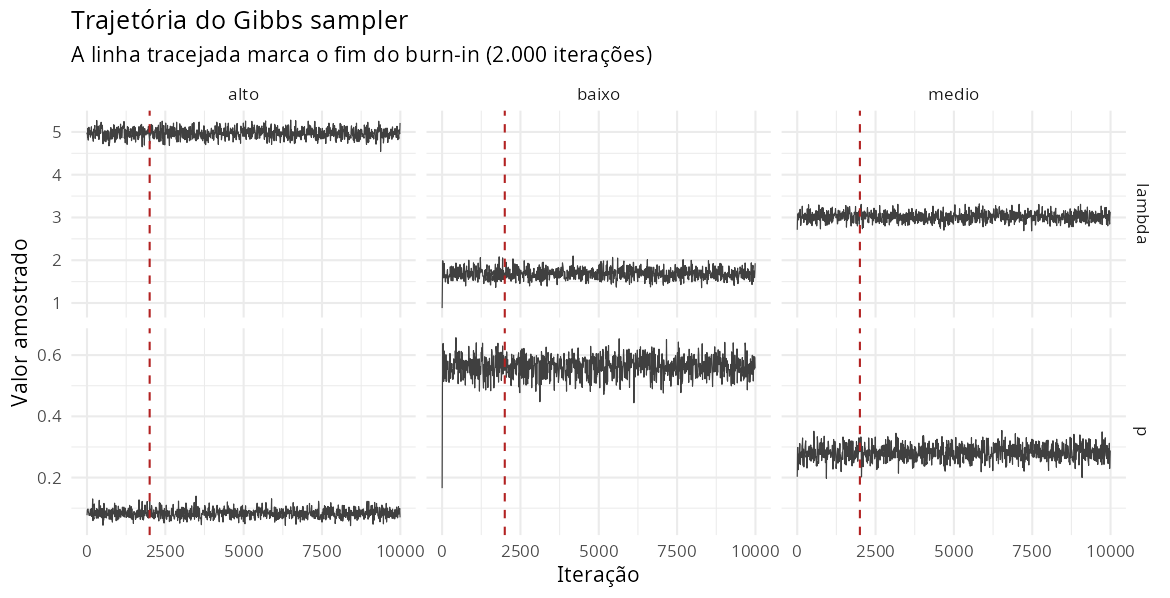 Trajetória do Gibbs sampler
A linha tracejada marca o fim do burn-in (2.000 iterações)
alto baixo medio
5
4
3
2
1
lambda
0.6
0.4
0.2
p
Valor amostrado
0 2500 5000 7500 10000 0 2500 5000 7500 10000 0 2500 5000 7500 10000
Iteração